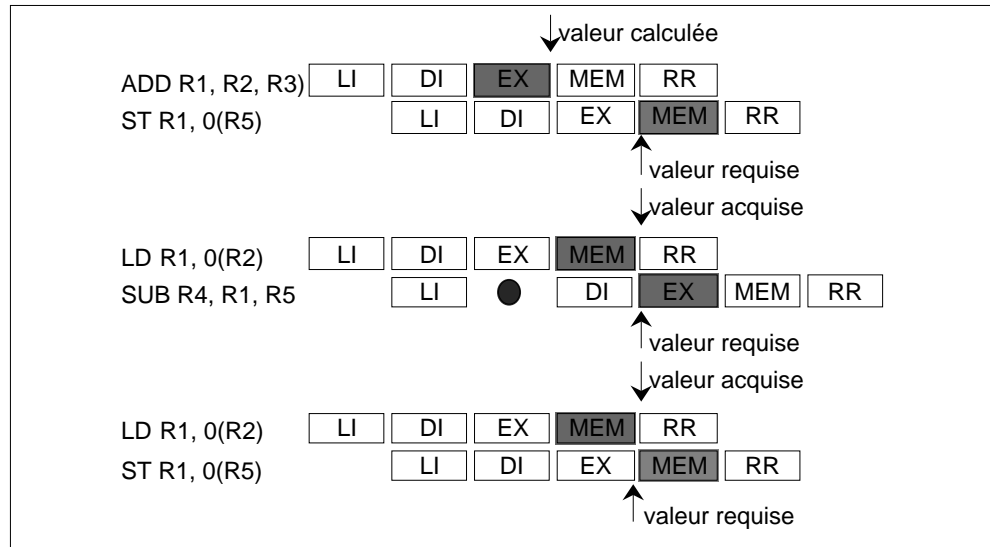 valeur calculée
ADD R1, R2, R3) LI DI EX MEM RR
ST R1, 0(R5) LI DI EX MEM RR
valeur requise
valeur acquise
LD R1, 0(R2) LI DI EX MEM RR
SUB R4, R1, R5 LI DI EX MEM RR
valeur requise
valeur acquise
LD R1, 0(R2) LI DI EX MEM RR
ST R1, 0(R5) LI DI EX MEM RR
valeur requise